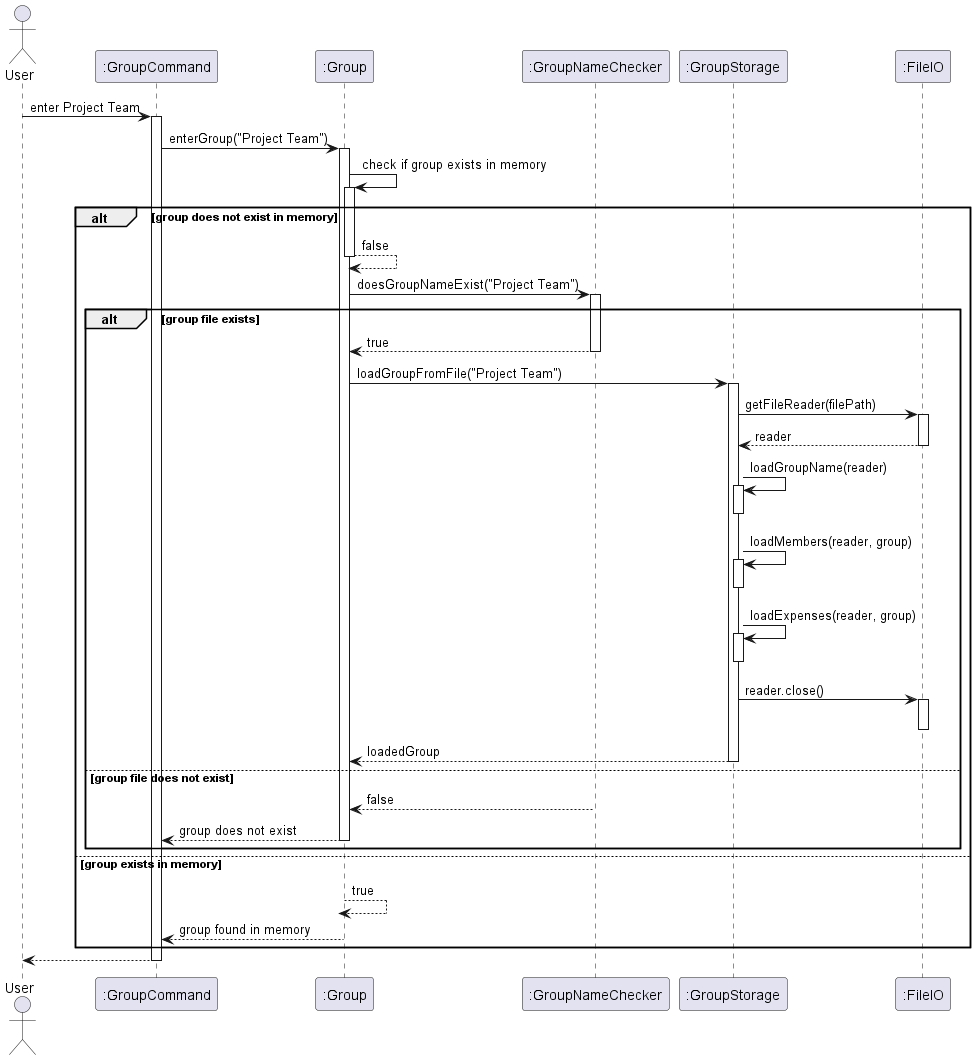 User
:GroupCommand
:Group
:GroupNameChecker
:GroupStorage
:FileIO
enter Project Team
enterGroup("Project Team")
check if group exists in memory
alt
[group does not exist in memory]
false
doesGroupNameExist("Project Team")
alt
[group file exists]
true
loadGroupFromFile("Project Team")
getFileReader(filePath)
reader
loadGroupName(reader)
loadMembers(reader, group)
loadExpenses(reader, group)
reader.close()
loadedGroup
[group file does not exist]
false
group does not exist
[group exists in memory]
true
group found in memory
User
:GroupCommand
:Group
:GroupNameChecker
:GroupStorage
:FileIO